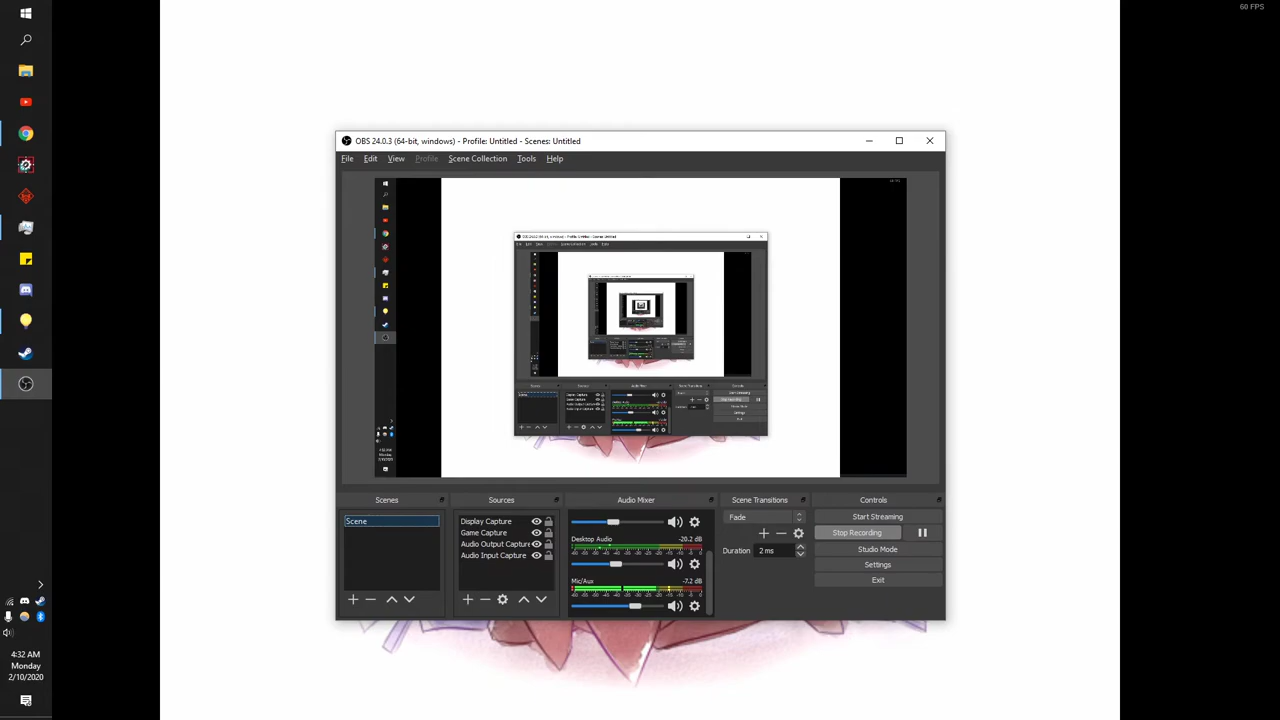 60 FPS
OBS 24.0.3 (64-bit, windows) - Profile: Untitled - Scenes: Untitled
File Edit View Profile Scene Collection Tools Help
Scenes Sources Audio Mixer Scene Transitions Controls
Scene
Display Capture
Game Capture
Audio Output Capture
Audio Input Capture
Desktop Audio -20.2 dB
Mic/Aux -7.2 dB
Fade
Duration 2 ms
Start Streaming
Stop Recording
Studio Mode
Settings
Exit
4:32 AM
Monday
2/10/2020